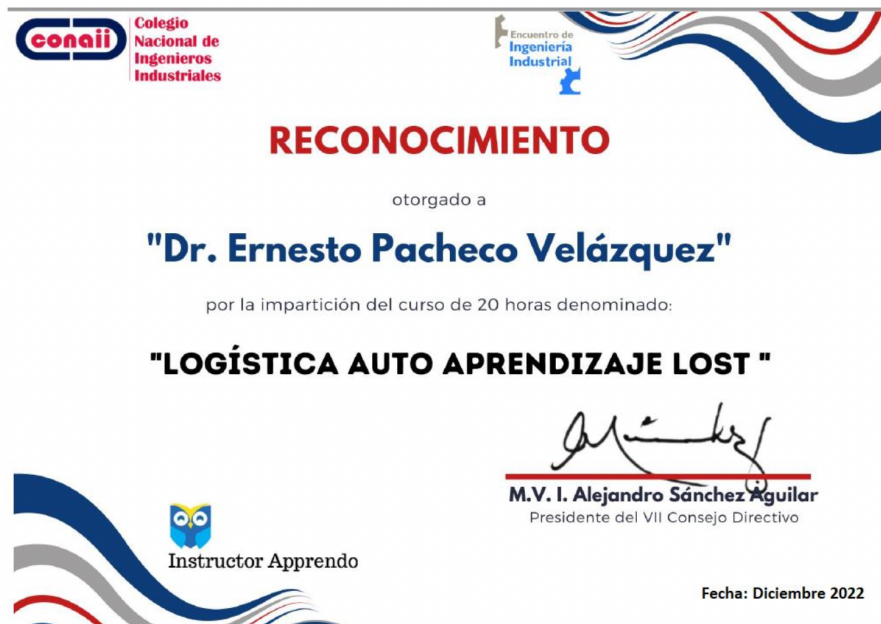 conaii
Colegio
Nacional de
Ingenieros
Industriales
Encuentro de
Ingeniería
Industrial
RECONOCIMIENTO
otorgado a
"Dr. Ernesto Pacheco Velázquez"
por la impartición del curso de 20 horas denominado:
"LOGÍSTICA AUTO APRENDIZAJE LOST "
M.V. I. Alejandro Sánchez Aguilar
Presidente del VII Consejo Directivo
Instructor Apprendo
Fecha: Diciembre 2022